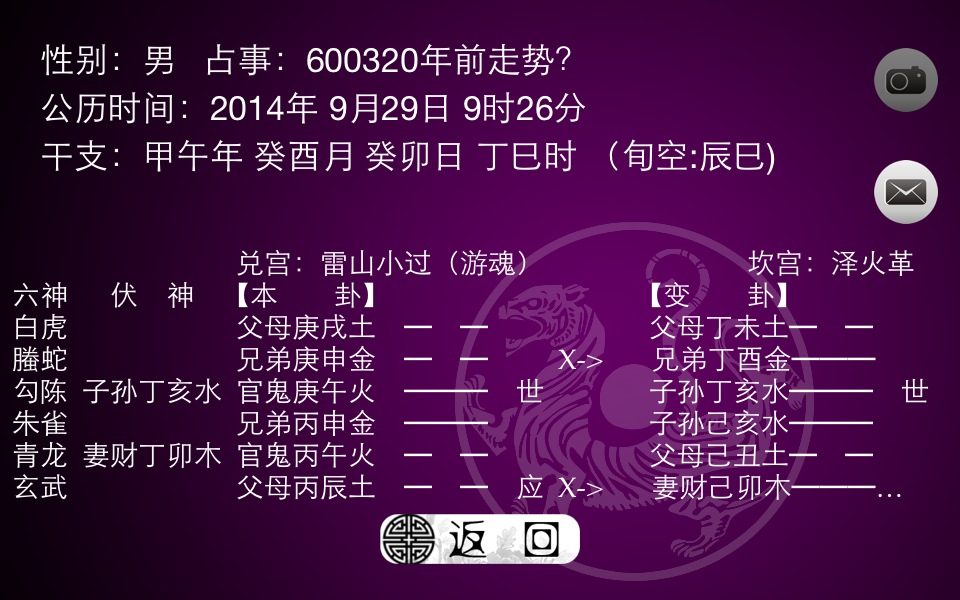 性别：男 占事：600320年前走势？
公历时间：2014年 9月29日 9时26分
干支：甲午年 癸酉月 癸卯日 丁巳时 （旬空:辰巳)
兑宫：雷山小过（游魂） 坎宫：泽火革
六神 伏 神 【本 卦】 【变 卦】
白虎 父母庚戌土 — — 父母丁未土— —
螣蛇 兄弟庚申金 — — X-> 兄弟丁酉金———
勾陈 子孙丁亥水 官鬼庚午火 ——— 世 子孙丁亥水——— 世
朱雀 兄弟丙申金 ——— 子孙己亥水———
青龙 妻财丁卯木 官鬼丙午火 — — 父母己丑土— —
玄武 父母丙辰土 — — 应 X-> 妻财己卯木———…
返 回